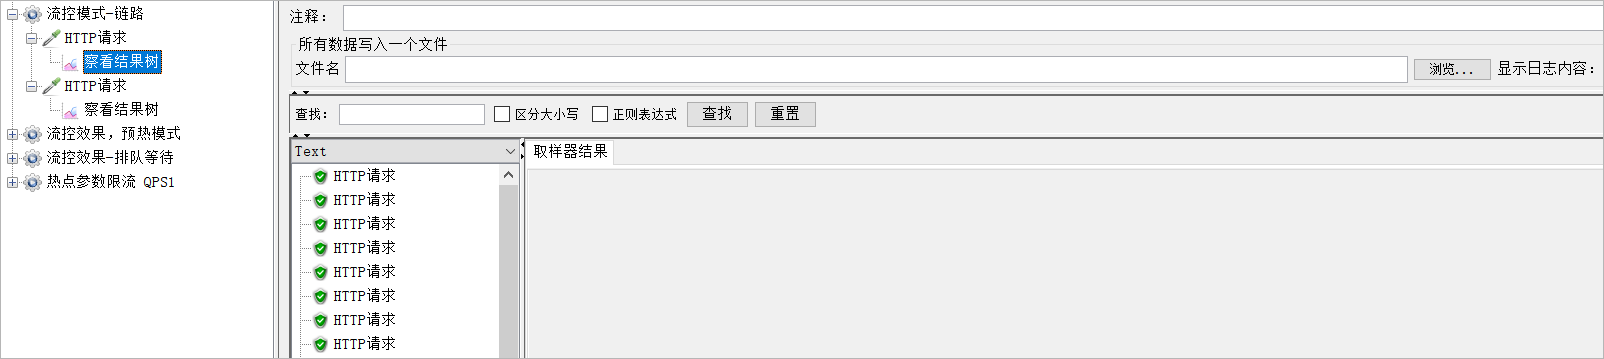 流控模式-链路
HTTP请求
察看结果树
HTTP请求
察看结果树
流控效果，预热模式
流控效果-排队等待
热点参数限流 QPS1
注释：
所有数据写入一个文件
文件名 浏览... 显示日志内容：
查找： 区分大小写 正则表达式 查找 重置
Text
取样器结果
HTTP请求
HTTP请求
HTTP请求
HTTP请求
HTTP请求
HTTP请求
HTTP请求
HTTP请求